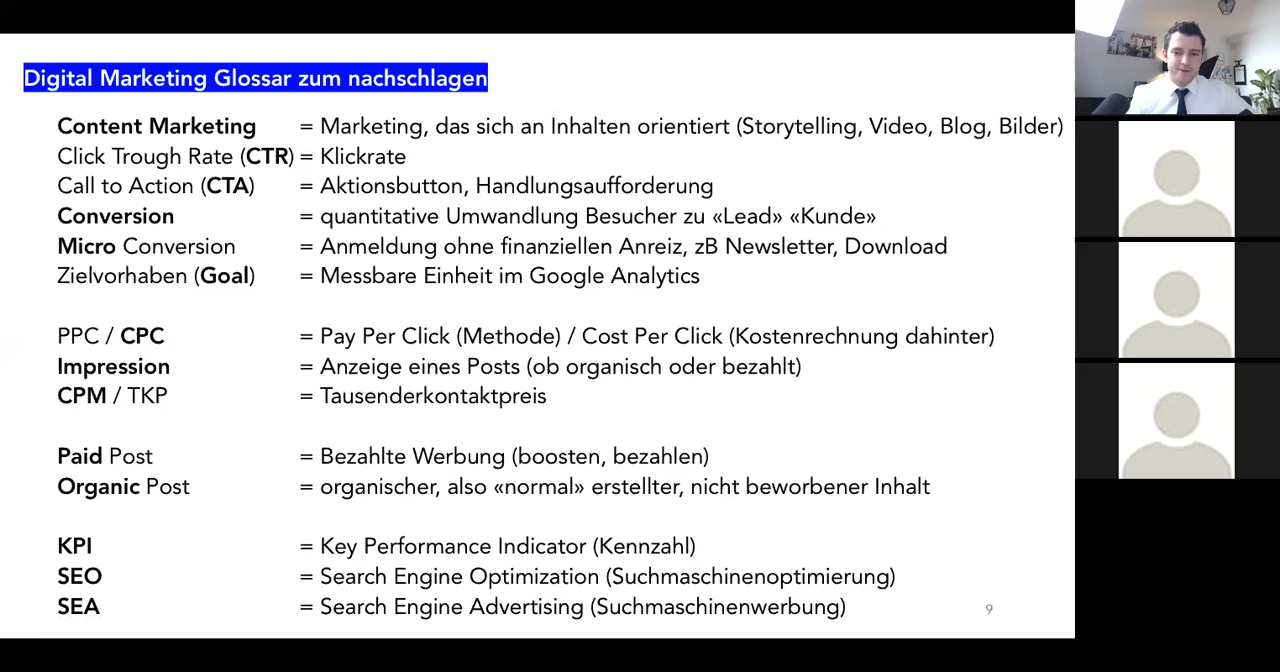 Digital Marketing Glossar zum nachschlagen
Content Marketing = Marketing, das sich an Inhalten orientiert (Storytelling, Video, Blog, Bilder)
Click Trough Rate (CTR) = Klickrate
Call to Action (CTA) = Aktionsbutton, Handlungsaufforderung
Conversion = quantitative Umwandlung Besucher zu «Lead» «Kunde»
Micro Conversion = Anmeldung ohne finanziellen Anreiz, zB Newsletter, Download
Zielvorhaben (Goal) = Messbare Einheit im Google Analytics
PPC / CPC = Pay Per Click (Methode) / Cost Per Click (Kostenrechnung dahinter)
Impression = Anzeige eines Posts (ob organisch oder bezahlt)
CPM / TKP = Tausenderkontaktpreis
Paid Post = Bezahlte Werbung (boosten, bezahlen)
Organic Post = organischer, also «normal» erstellter, nicht beworbener Inhalt
KPI = Key Performance Indicator (Kennzahl)
SEO = Search Engine Optimization (Suchmaschinenoptimierung)
SEA = Search Engine Advertising (Suchmaschinenwerbung)
9